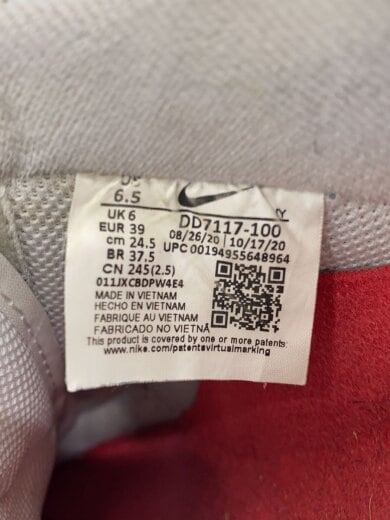 US 6.5 Y
UK 6
EUR 39
cm 24.5
BR 37.5
CN 245(2.5)
DD7117-100
08/26/20 10/17/20
UPC 00194955648964
011JXCBDPW4E4
MADE IN VIETNAM
HECHO EN VIETNAM
FABRIQUE AU VIETNAM
FABRICADO NO VIETNÃ
This product is covered by one or more patents:
www.nike.com/patentsvirtualmarking